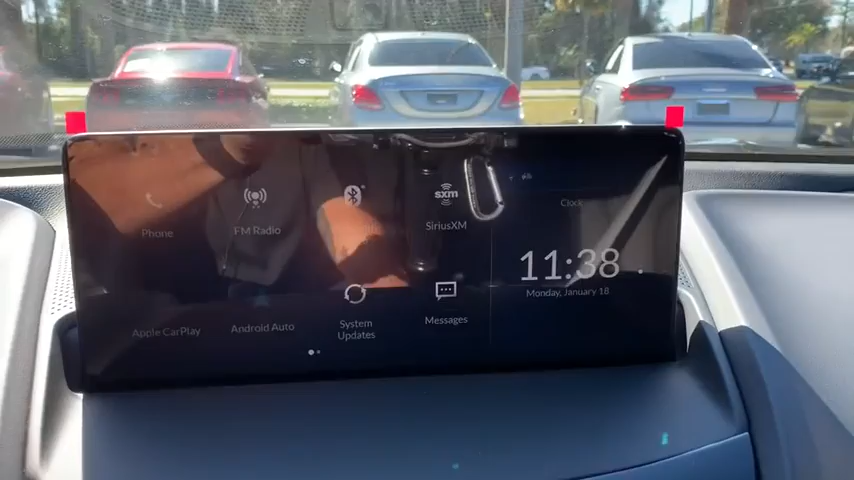 Phone
FM Radio
sxm
SiriusXM
Clock
11:38
Monday, January 18
Apple CarPlay
Android Auto
System
Updates
Messages